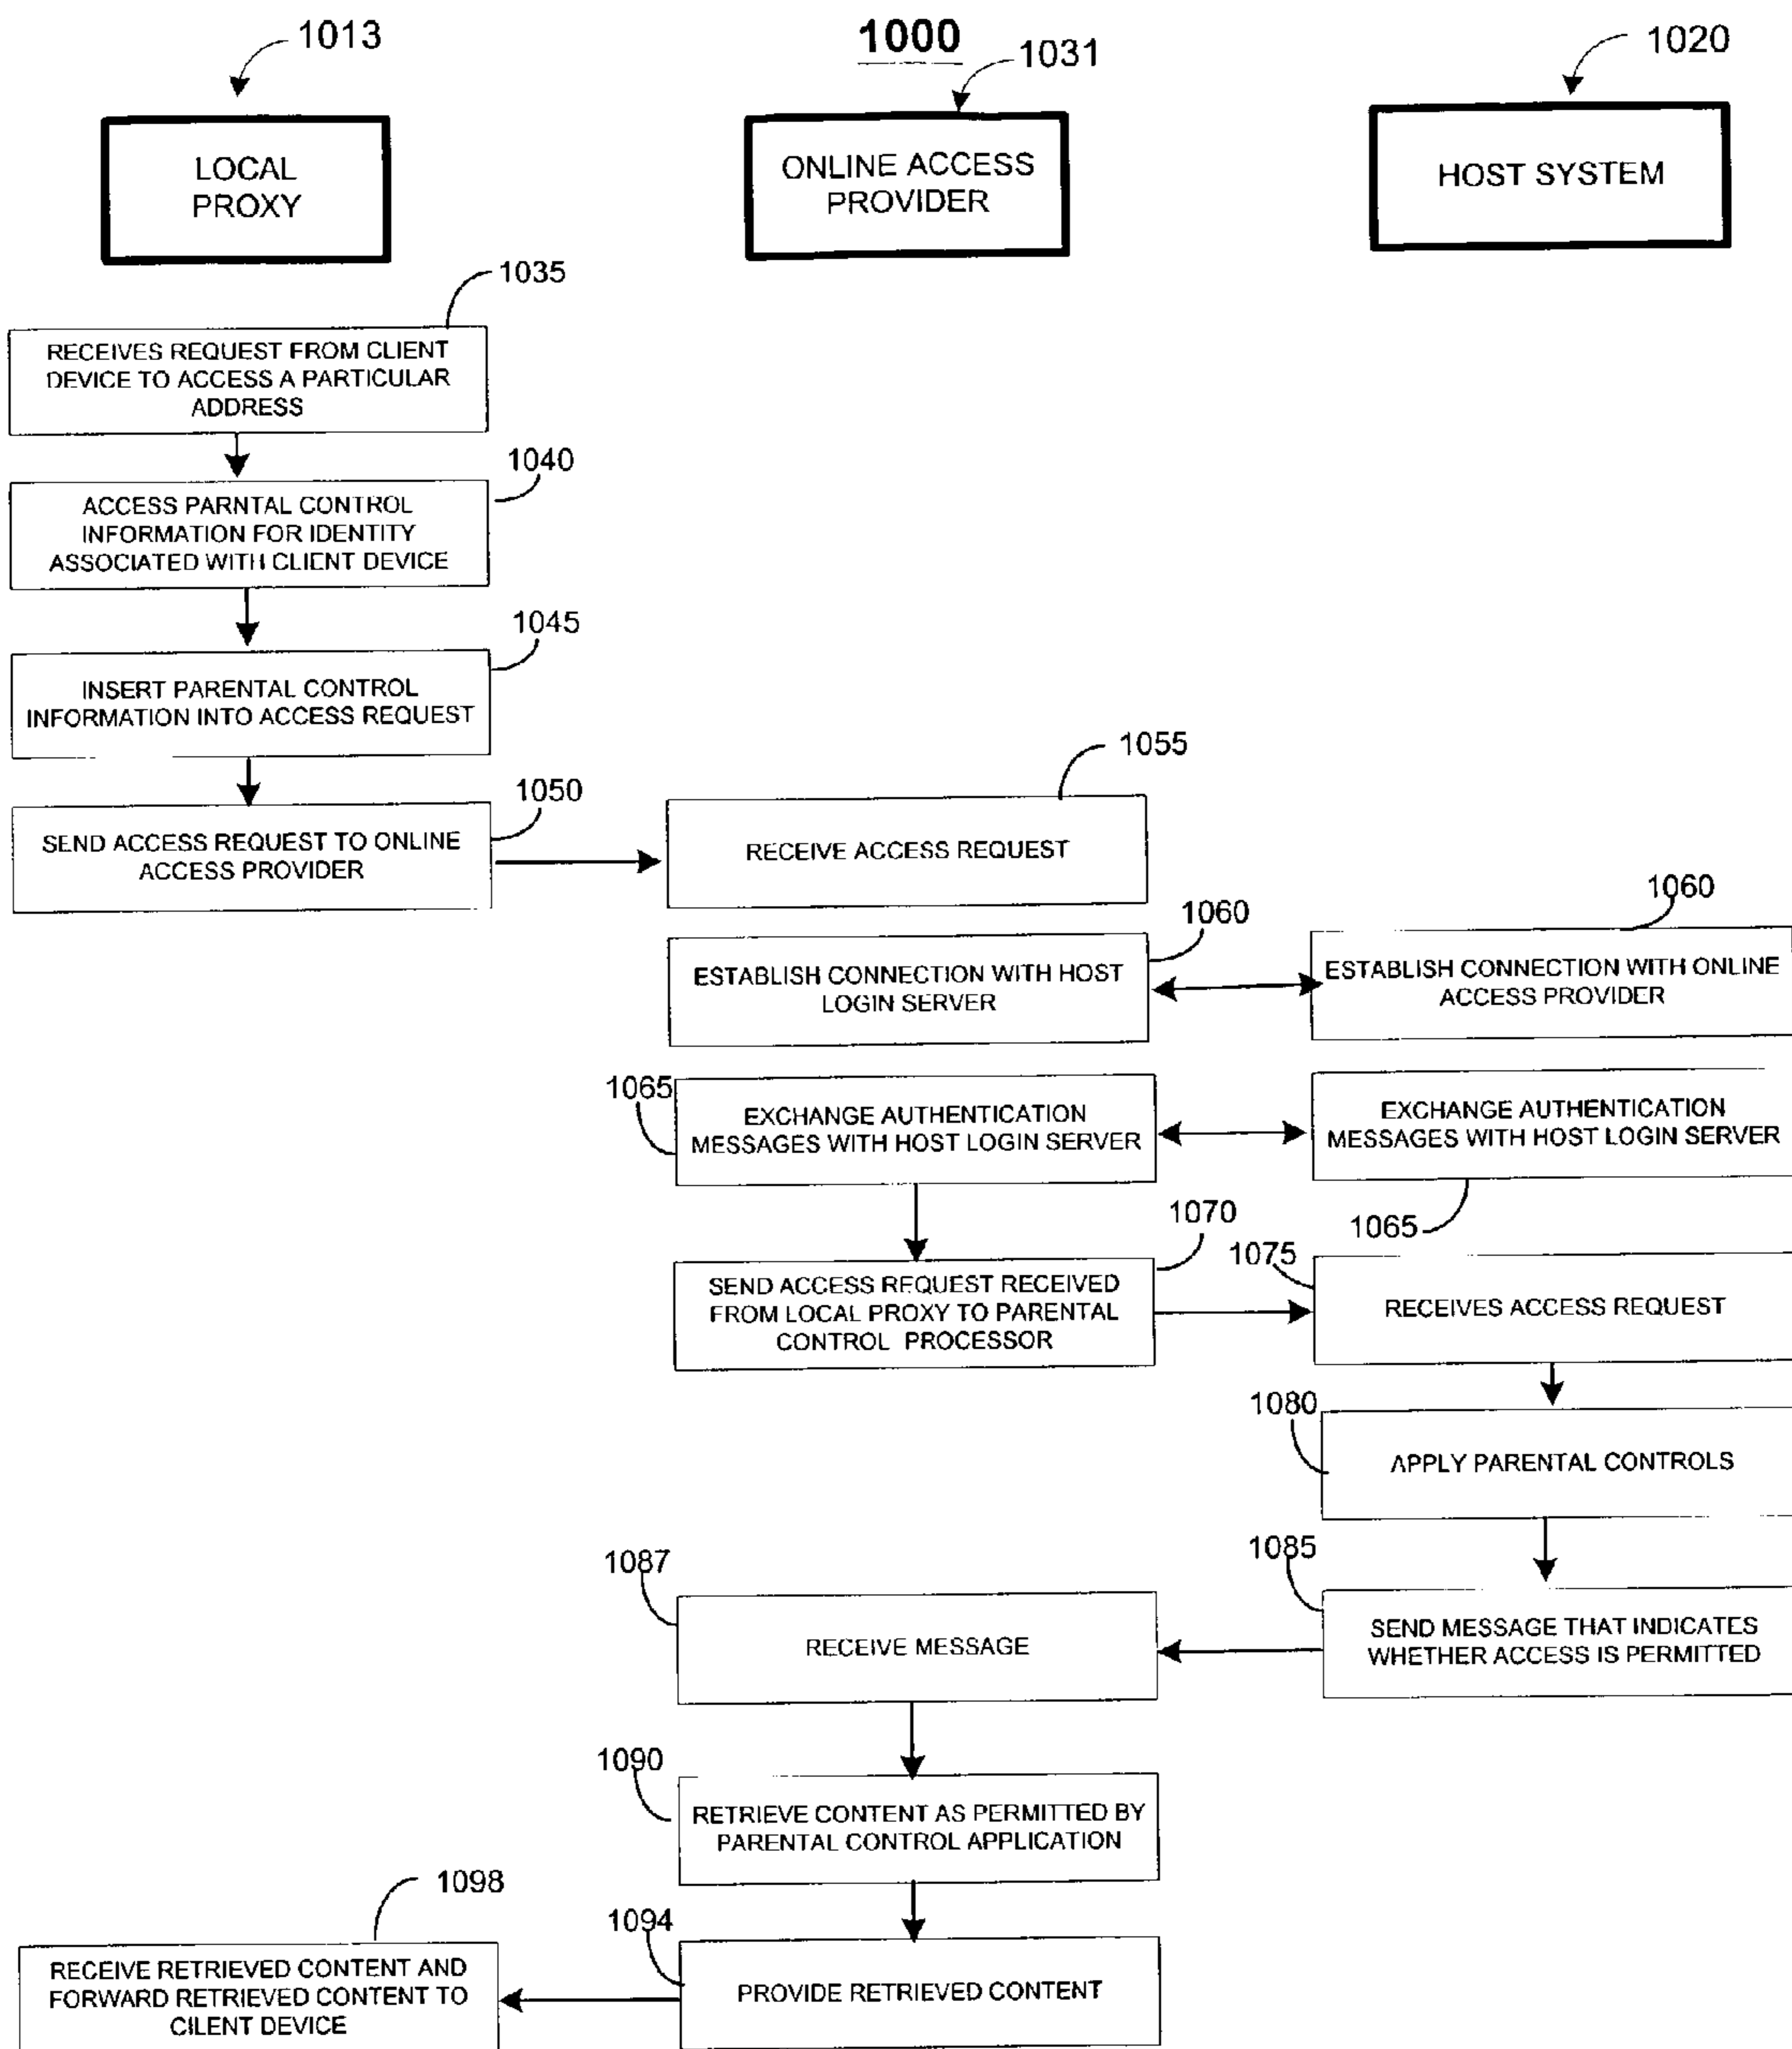 1013
1000
1031
1020
LOCAL
PROXY
ONLINE ACCESS
PROVIDER
HOST SYSTEM
1035
RECEIVES REQUEST FROM CLIENT
DEVICE TO ACCESS A PARTICULAR
ADDRESS
1040
ACCESS PARNTAL CONTROL
INFORMATION FOR IDENTITY
ASSOCIATED WITH CLIENT DEVICE
1045
INSERT PARENTAL CONTROL
INFORMATION INTO ACCESS REQUEST
1050
SEND ACCESS REQUEST TO ONLINE
ACCESS PROVIDER
1055
RECEIVE ACCESS REQUEST
1060
ESTABLISH CONNECTION WITH HOST
LOGIN SERVER
1060
ESTABLISH CONNECTION WITH ONLINE
ACCESS PROVIDER
1065
EXCHANGE AUTHENTICATION
MESSAGES WITH HOST LOGIN SERVER
EXCHANGE AUTHENTICATION
MESSAGES WITH HOST LOGIN SERVER
1065
1070
SEND ACCESS REQUEST RECEIVED
FROM LOCAL PROXY TO PARENTAL
CONTROL PROCESSOR
1075
RECEIVES ACCESS REQUEST
1080
APPLY PARENTAL CONTROLS
1085
SEND MESSAGE THAT INDICATES
WHETHER ACCESS IS PERMITTED
1087
RECEIVE MESSAGE
1090
RETRIEVE CONTENT AS PERMITTED BY
PARENTAL CONTROL APPLICATION
1094
PROVIDE RETRIEVED CONTENT
1098
RECEIVE RETRIEVED CONTENT AND
FORWARD RETRIEVED CONTENT TO
CILENT DEVICE